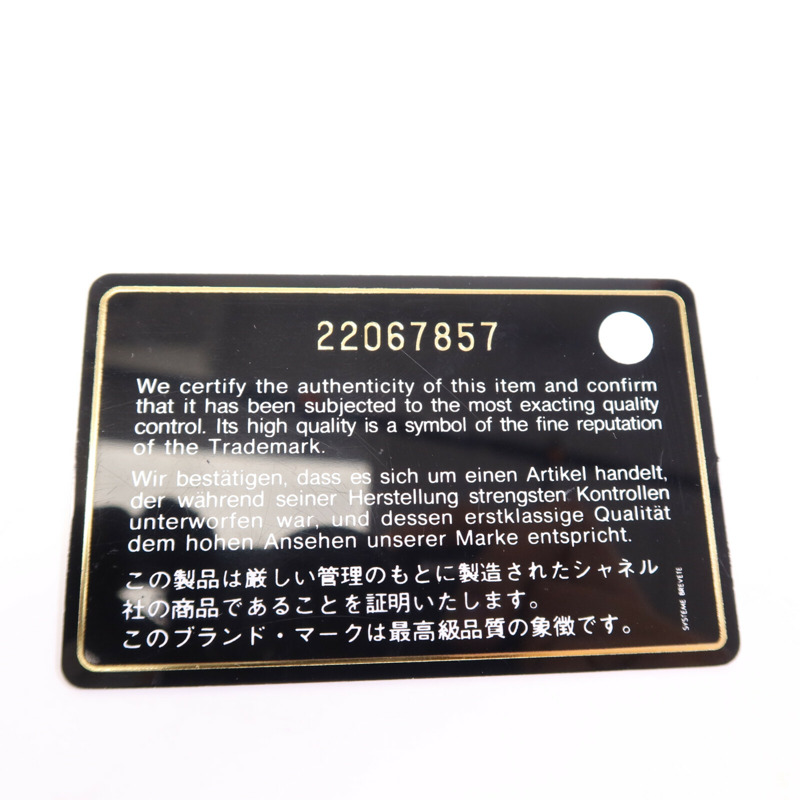 22067857
We certify the authenticity of this item and confirm
that it has been subjected to the most exacting quality
control. Its high quality is a symbol of the fine reputation
of the Trademark.
Wir bestätigen, dass es sich um einen Artikel handelt,
der während seiner Herstellung strengsten Kontrollen
unterworfen war, und dessen erstklassige Qualität
dem hohen Ansehen unserer Marke entspricht.
この製品は厳しい管理のもとに製造されたシャネル
社の商品であることを証明いたします。
このブランド・マークは最高級品質の象徴です。
SYSTEME BREVETE